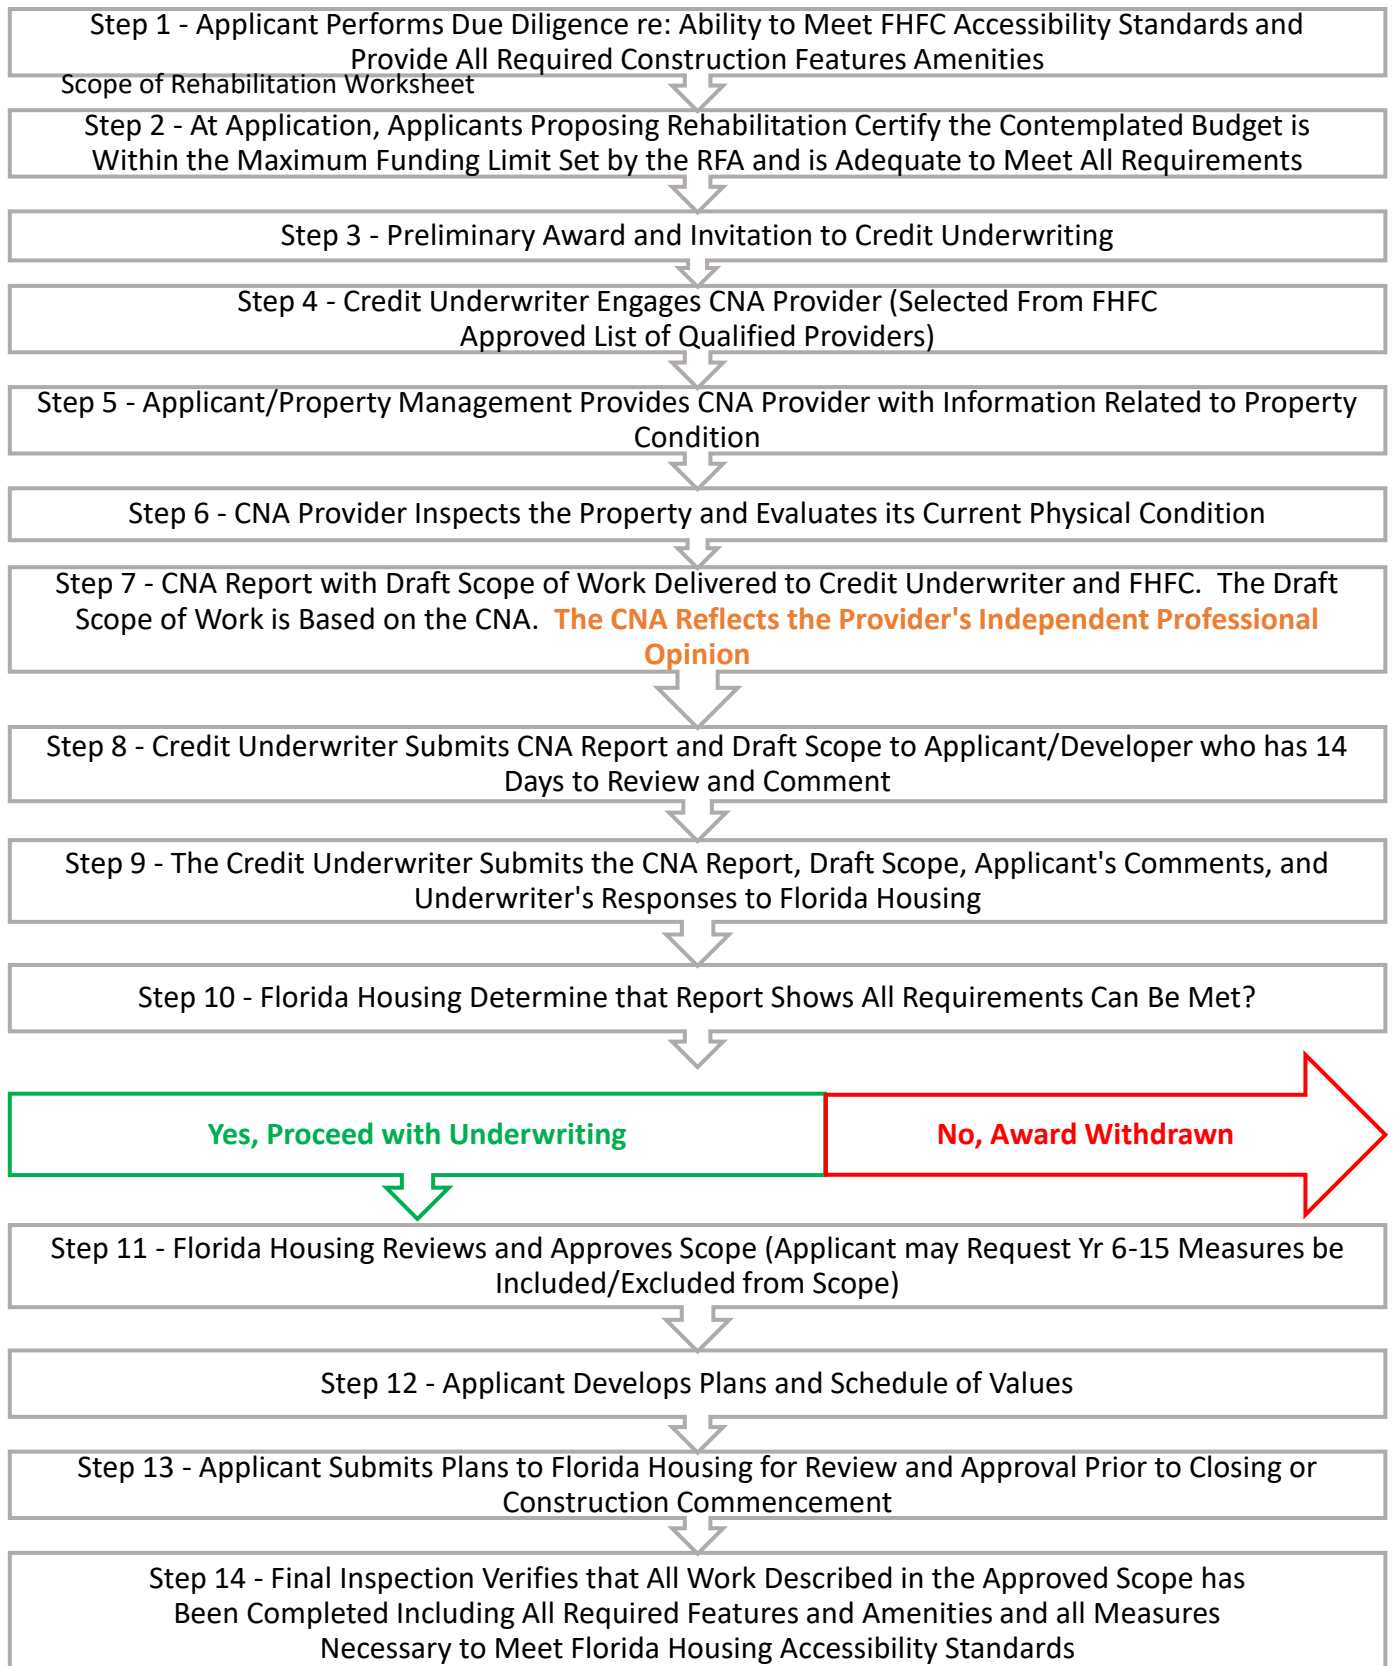 Step 1 - Applicant Performs Due Diligence re: Ability to Meet FHFC Accessibility Standards and
Provide All Required Construction Features Amenities
Scope of Rehabilitation Worksheet
Step 2 - At Application, Applicants Proposing Rehabilitation Certify the Contemplated Budget is
Within the Maximum Funding Limit Set by the RFA and is Adequate to Meet All Requirements
Step 3 - Preliminary Award and Invitation to Credit Underwriting
Step 4 - Credit Underwriter Engages CNA Provider (Selected From FHFC
Approved List of Qualified Providers)
Step 5 - Applicant/Property Management Provides CNA Provider with Information Related to Property
Condition
Step 6 - CNA Provider Inspects the Property and Evaluates its Current Physical Condition
Step 7 - CNA Report with Draft Scope of Work Delivered to Credit Underwriter and FHFC.  The Draft
Scope of Work is Based on the CNA.  The CNA Reflects the Provider's Independent Professional
Opinion
Step 8 - Credit Underwriter Submits CNA Report and Draft Scope to Applicant/Developer who has 14
Days to Review and Comment
Step 9 - The Credit Underwriter Submits the CNA Report, Draft Scope, Applicant's Comments, and
Underwriter's Responses to Florida Housing
Step 10 - Florida Housing Determine that Report Shows All Requirements Can Be Met?
Yes, Proceed with Underwriting
No, Award Withdrawn
Step 11 - Florida Housing Reviews and Approves Scope (Applicant may Request Yr 6-15 Measures be
Included/Excluded from Scope)
Step 12 - Applicant Develops Plans and Schedule of Values
Step 13 - Applicant Submits Plans to Florida Housing for Review and Approval Prior to Closing or
Construction Commencement
Step 14 - Final Inspection Verifies that All Work Described in the Approved Scope has
Been Completed Including All Required Features and Amenities and all Measures
Necessary to Meet Florida Housing Accessibility Standards